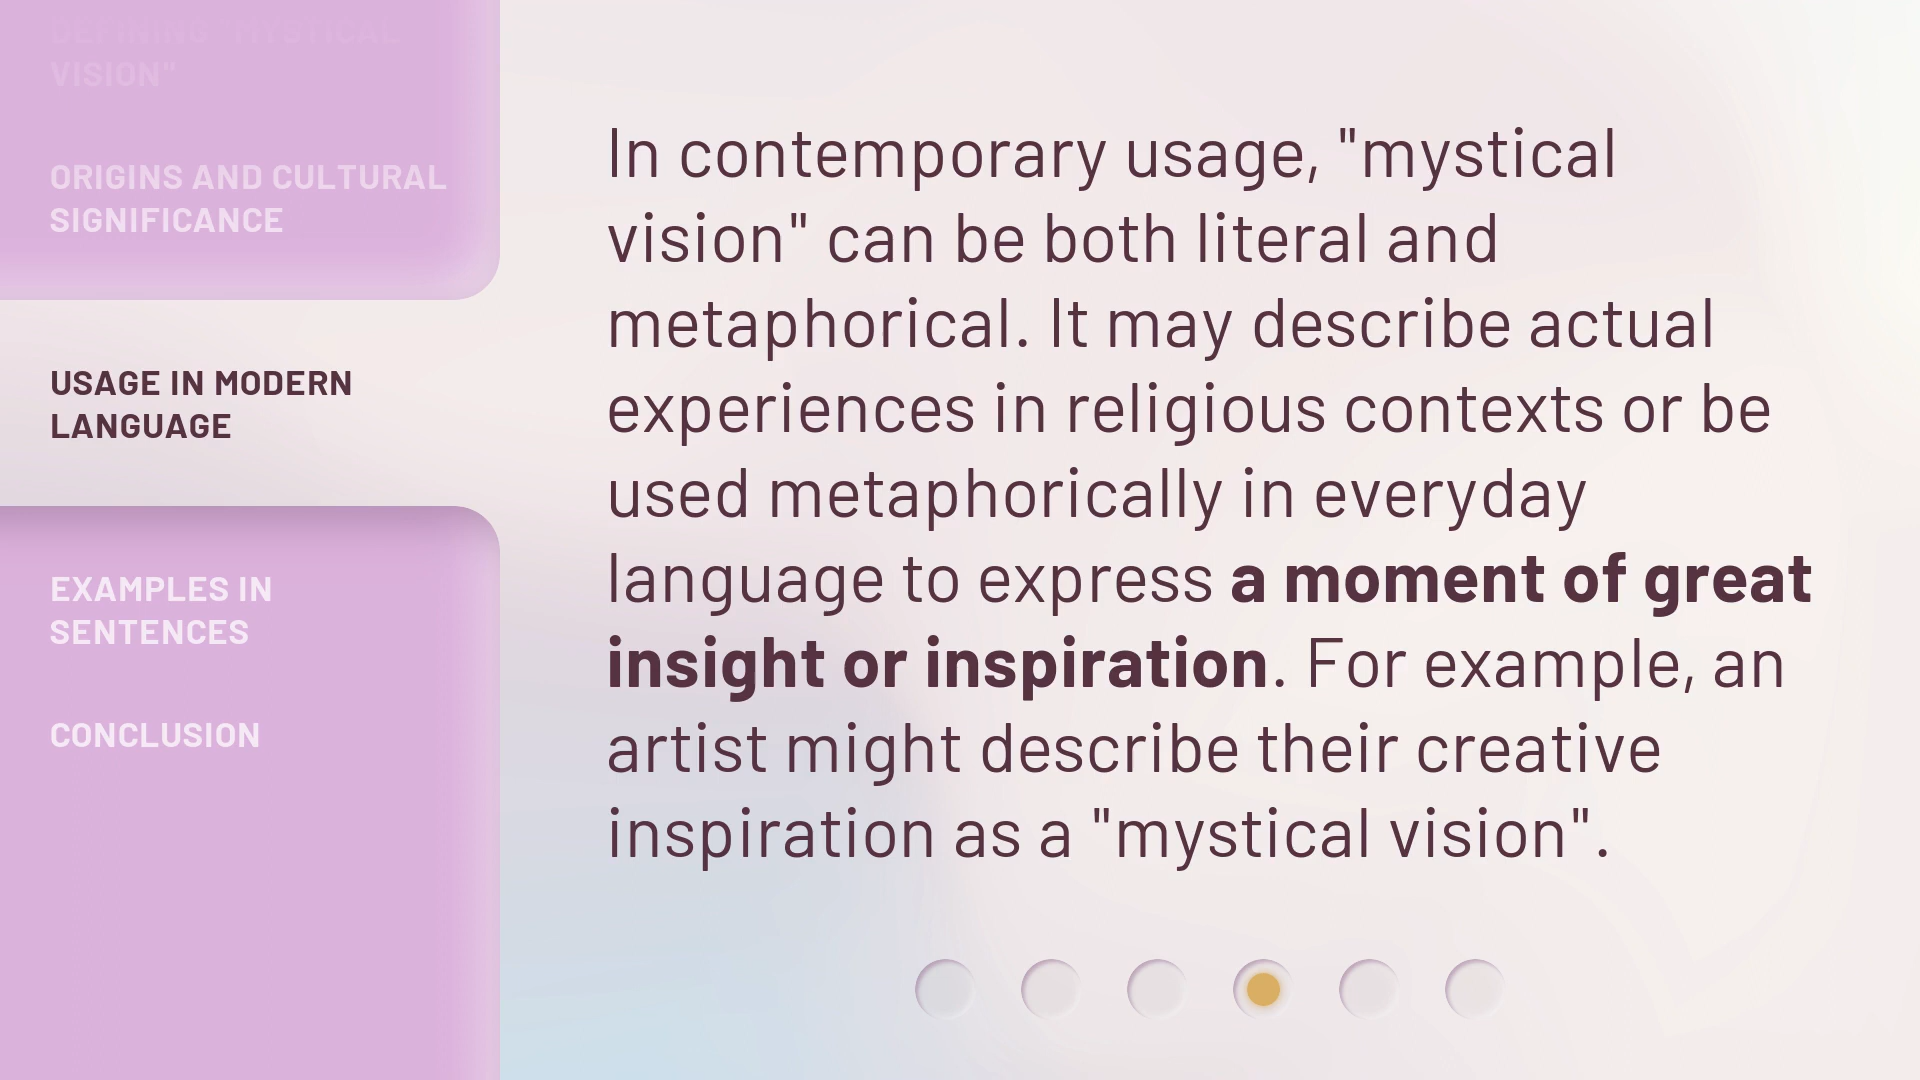 DEFINING "MYSTICAL
VISION"
ORIGINS AND CULTURAL
SIGNIFICANCE
USAGE IN MODERN
LANGUAGE
EXAMPLES IN
SENTENCES
CONCLUSION
In contemporary usage, "mystical
vision" can be both literal and
metaphorical. It may describe actual
experiences in religious contexts or be
used metaphorically in everyday
language to express a moment of great
insight or inspiration. For example, an
artist might describe their creative
inspiration as a "mystical vision".